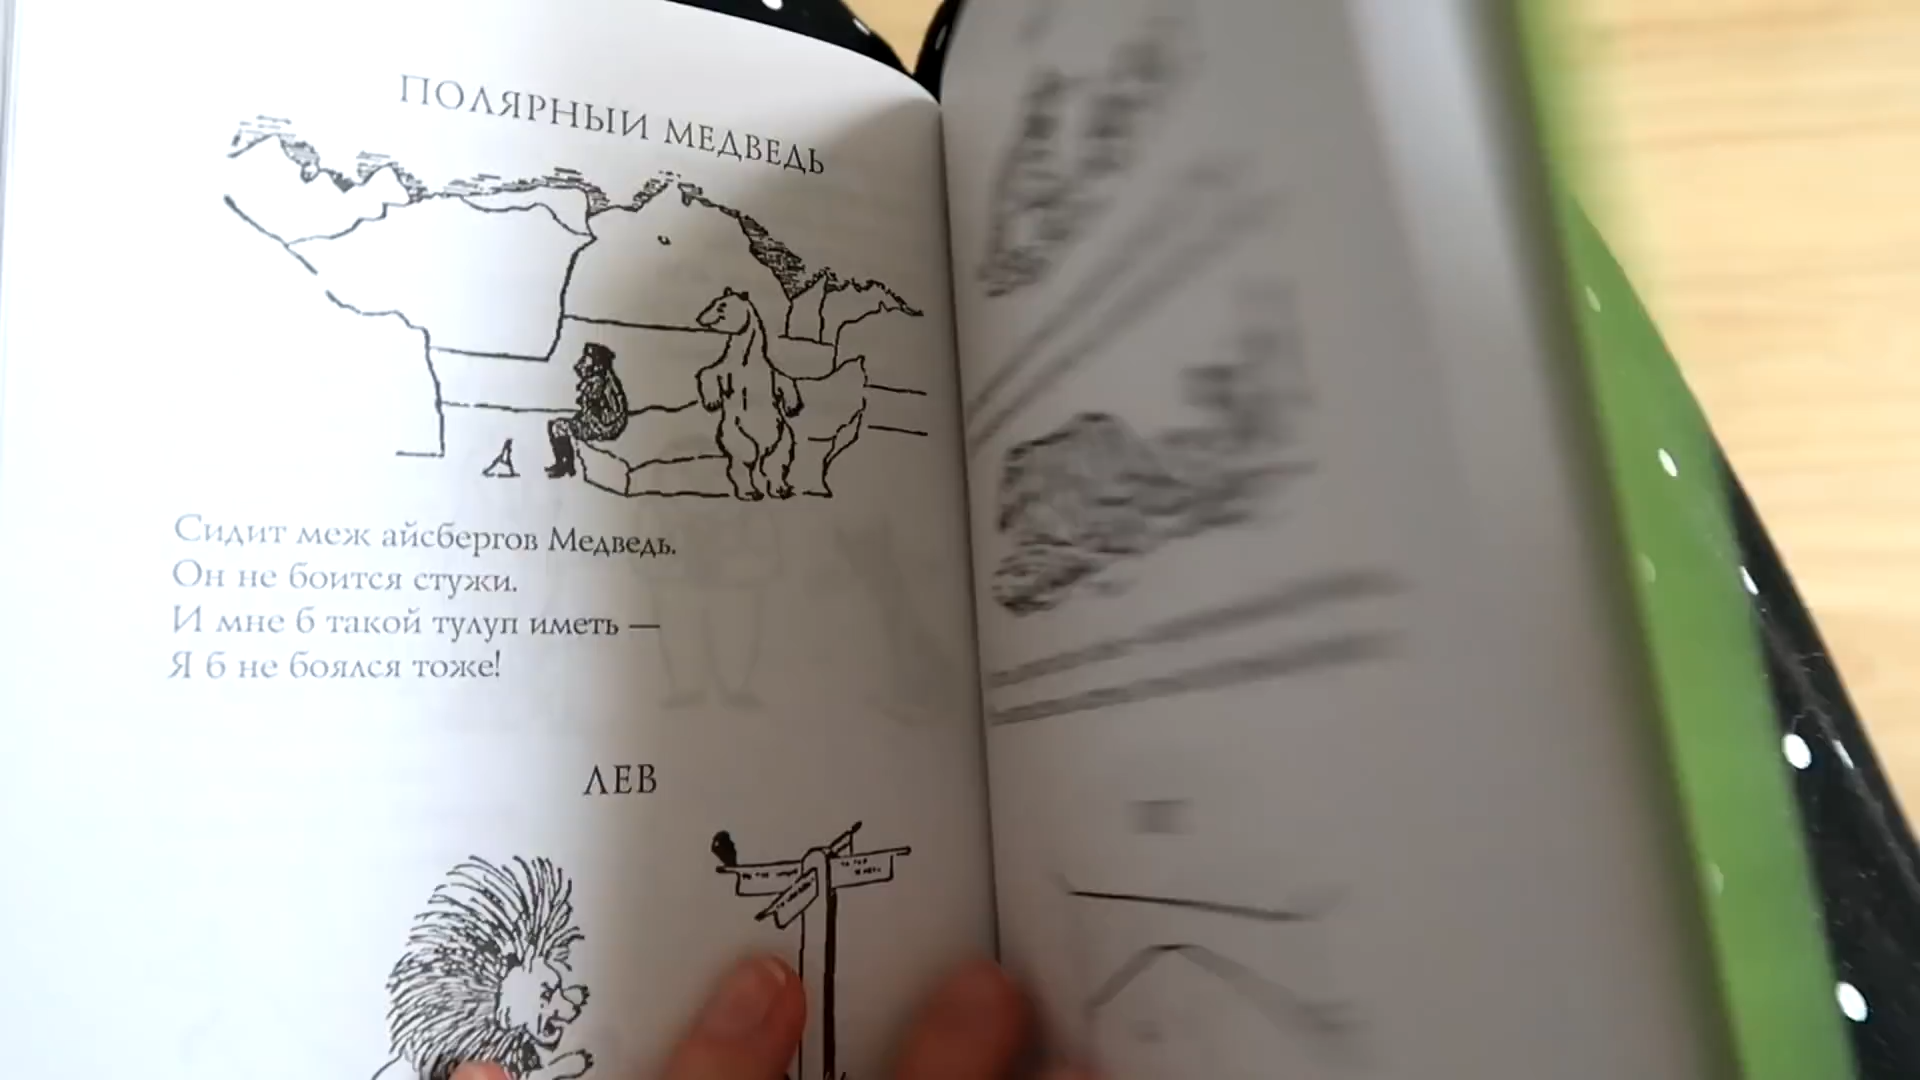 ПОЛЯРНЫЙ МЕДВЕДЬ
Сидит меж айсбергов Медведь.
Он не боится стужи.
И мне б такой тулуп иметь —
Я б не боялся тоже!
ЛЕВ